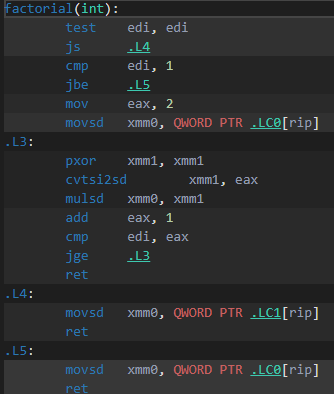 factorial(int):
test edi, edi
js .L4
cmp edi, 1
jbe .L5
mov eax, 2
movsd xmm0, QWORD PTR .LC0[rip]
.L3:
pxor xmm1, xmm1
cvtsi2sd xmm1, eax
mulsd xmm0, xmm1
add eax, 1
cmp edi, eax
jge .L3
ret
.L4:
movsd xmm0, QWORD PTR .LC1[rip]
ret
.L5:
movsd xmm0, QWORD PTR .LC0[rip]
ret